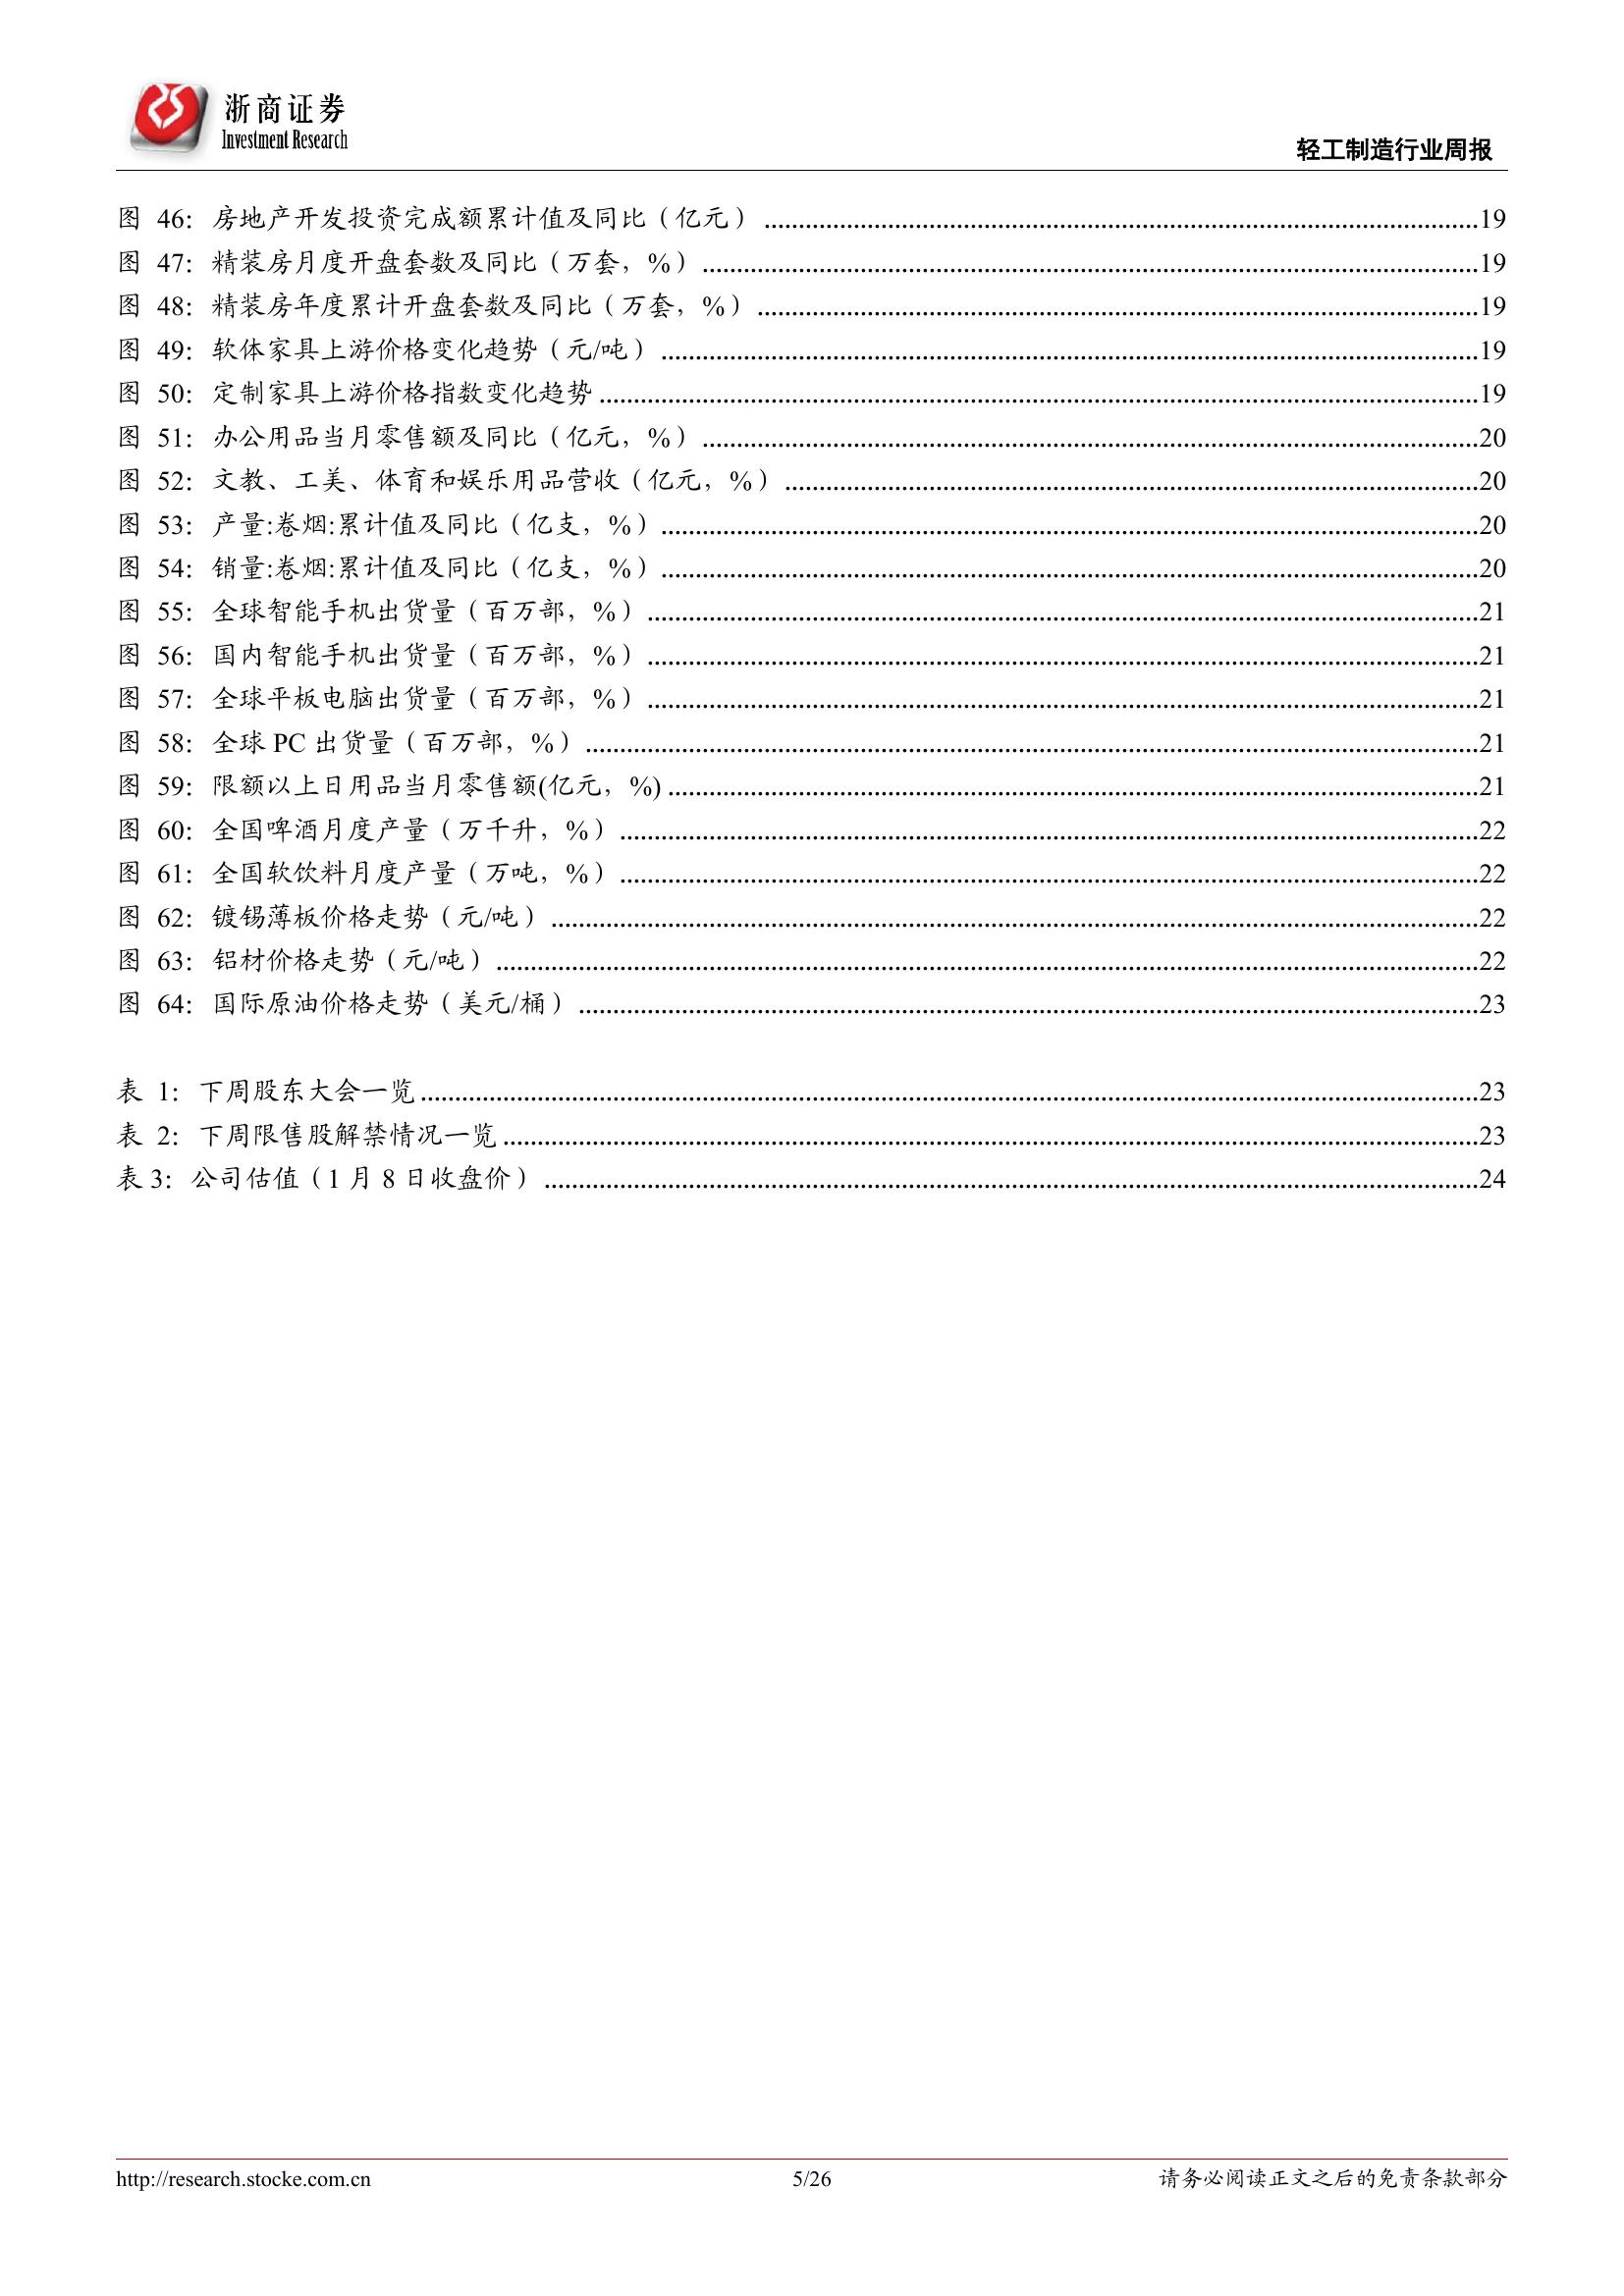 浙商证券
Investment Research
轻工制造行业周报
图 46：房地产开发投资完成额累计值及同比（亿元）.....19
图 47：精装房月度开盘套数及同比（万套，%）.....19
图 48：精装房年度累计开盘套数及同比（万套，%）.....19
图 49：软体家具上游价格变化趋势（元/吨）.....19
图 50：定制家具上游价格指数变化趋势.....19
图 51：办公用品当月零售额及同比（亿元，%）.....20
图 52：文教、工美、体育和娱乐用品营收（亿元，%）.....20
图 53：产量:卷烟:累计值及同比（亿支，%）.....20
图 54：销量:卷烟:累计值及同比（亿支，%）.....20
图 55：全球智能手机出货量（百万部，%）.....21
图 56：国内智能手机出货量（百万部，%）.....21
图 57：全球平板电脑出货量（百万部，%）.....21
图 58：全球 PC 出货量（百万部，%）.....21
图 59：限额以上日用品当月零售额(亿元，%).....21
图 60：全国啤酒月度产量（万千升，%）.....22
图 61：全国软饮料月度产量（万吨，%）.....22
图 62：镀锡薄板价格走势（元/吨）.....22
图 63：铝材价格走势（元/吨）.....22
图 64：国际原油价格走势（美元/桶）.....23
表 1：下周股东大会一览.....23
表 2：下周限售股解禁情况一览.....23
表 3：公司估值（1 月 8 日收盘价）.....24
http://research.stocke.com.cn
5/26
请务必阅读正文之后的免责条款部分